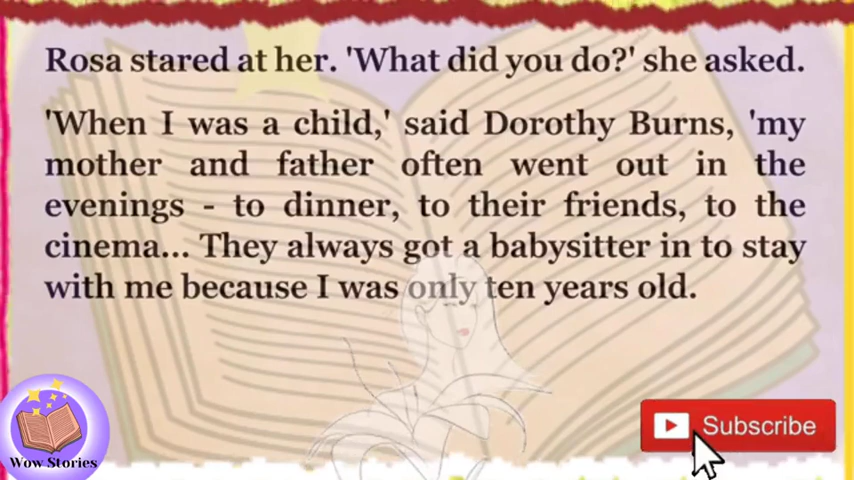 Rosa stared at her. 'What did you do?' she asked.
'When I was a child,' said Dorothy Burns, 'my
mother and father often went out in the
evenings - to dinner, to their friends, to the
cinema... They always got a babysitter in to stay
with me because I was only ten years old.
Subscribe
Wow Stories